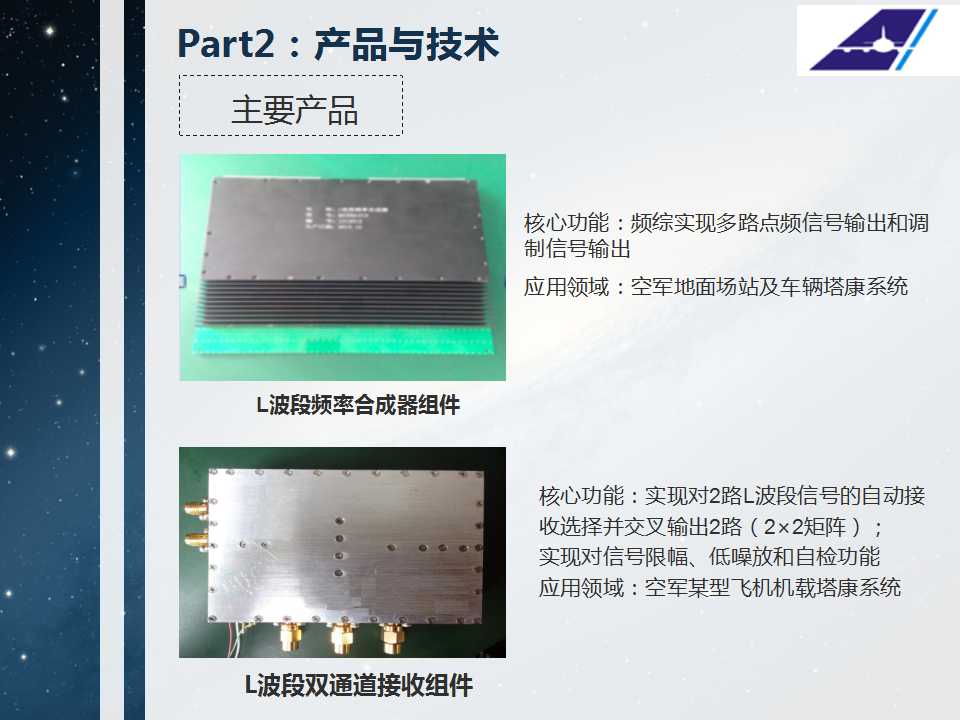 Part2：产品与技术
主要产品
核心功能：频综实现多路点频信号输出和调
制信号输出
应用领域：空军地面场站及车辆塔康系统
L波段频率合成器组件
核心功能：实现对2路L波段信号的自动接
收选择并交叉输出2路（2×2矩阵）；
实现对信号限幅、低噪放和自检功能
应用领域：空军某型飞机机载塔康系统
L波段双通道接收组件